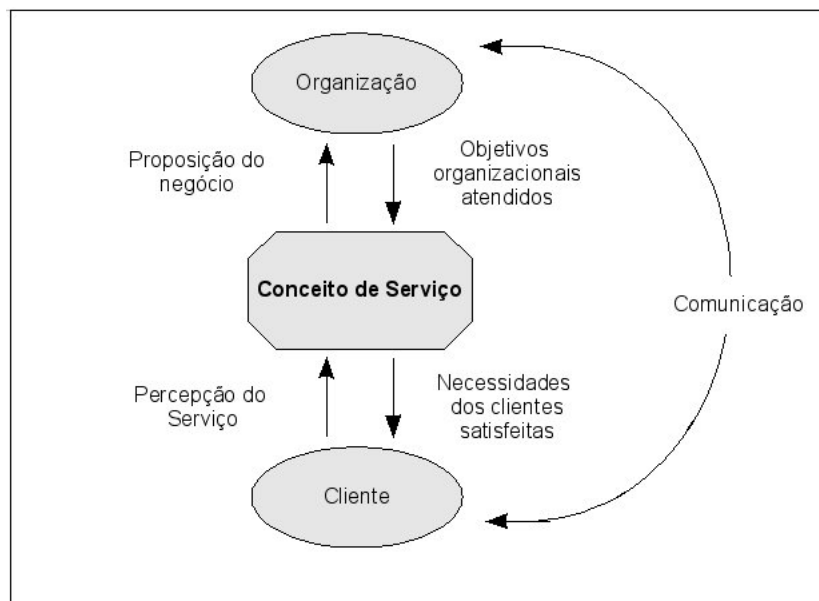 Organização
Proposição do
negócio
Objetivos
organizacionais
atendidos
Conceito de Serviço
Comunicação
Percepção do
Serviço
Necessidades
dos clientes
satisfeitas
Cliente